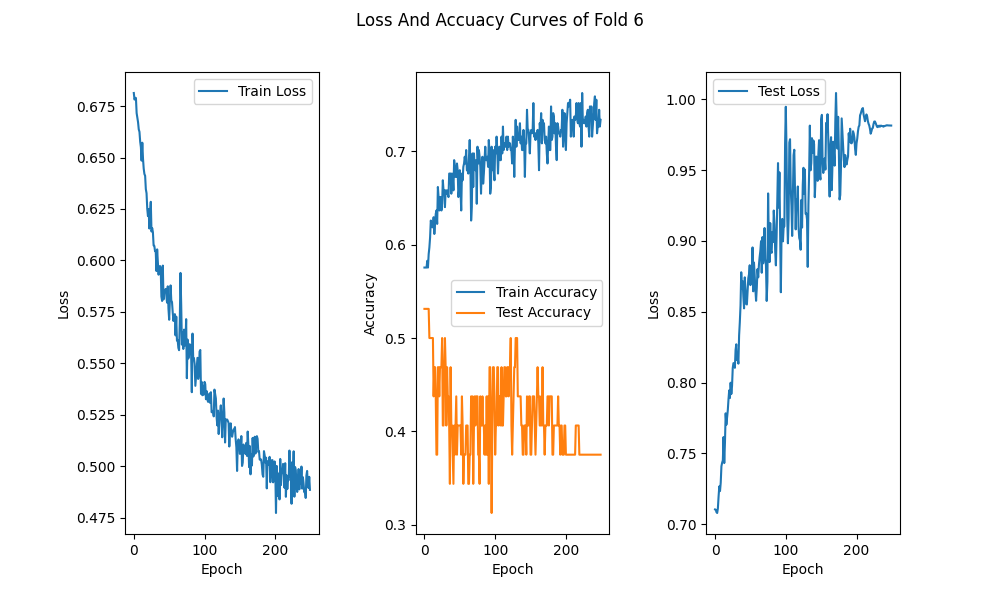 Loss And Accuacy Curves of Fold 6
Train Loss
0.675
0.650
0.625
0.600
0.575
0.550
0.525
0.500
0.475
Loss
0
100
200
Epoch
Train Accuracy
Test Accuracy
0.7
0.6
0.5
0.4
0.3
Accuracy
0
100
200
Epoch
Test Loss
1.00
0.95
0.90
0.85
0.80
0.75
0.70
Loss
0
100
200
Epoch